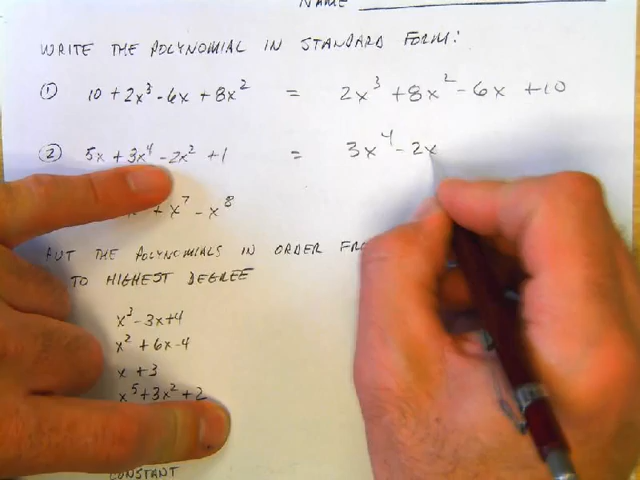 NAME
WRITE THE POLYNOMIAL IN STANDARD FORM:
① 10 + 2x³ - 6x + 8x² = 2x³ + 8x² - 6x + 10
② 5x + 3x⁴ - 2x² + 1 = 3x⁴ - 2x
+ x⁷ - x⁸
PUT THE POLYNOMIALS IN ORDER
TO HIGHEST DEGREE
x³ - 3x + 4
x² + 6x - 4
x + 3
x⁵ + 3x² + 2
CONSTANT